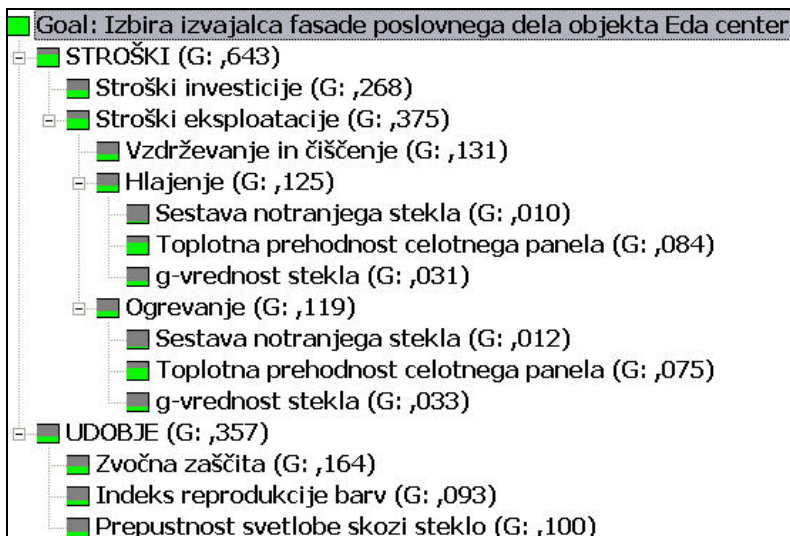 Goal: Izbira izvajalca fasade poslovnega dela objekta Eda center
STROŠKI (G: ,643)
Stroški investicije (G: ,268)
Stroški eksploatacije (G: ,375)
Vzdrževanje in čiščenje (G: ,131)
Hlajenje (G: ,125)
Sestava notranjega stekla (G: ,010)
Toplotna prehodnost celotnega panela (G: ,084)
g-vrednost stekla (G: ,031)
Ogrevanje (G: ,119)
Sestava notranjega stekla (G: ,012)
Toplotna prehodnost celotnega panela (G: ,075)
g-vrednost stekla (G: ,033)
UDOBJE (G: ,357)
Zvočna zaščita (G: ,164)
Indeks reprodukcije barv (G: ,093)
Prepustnost svetlobe skozi steklo (G: ,100)